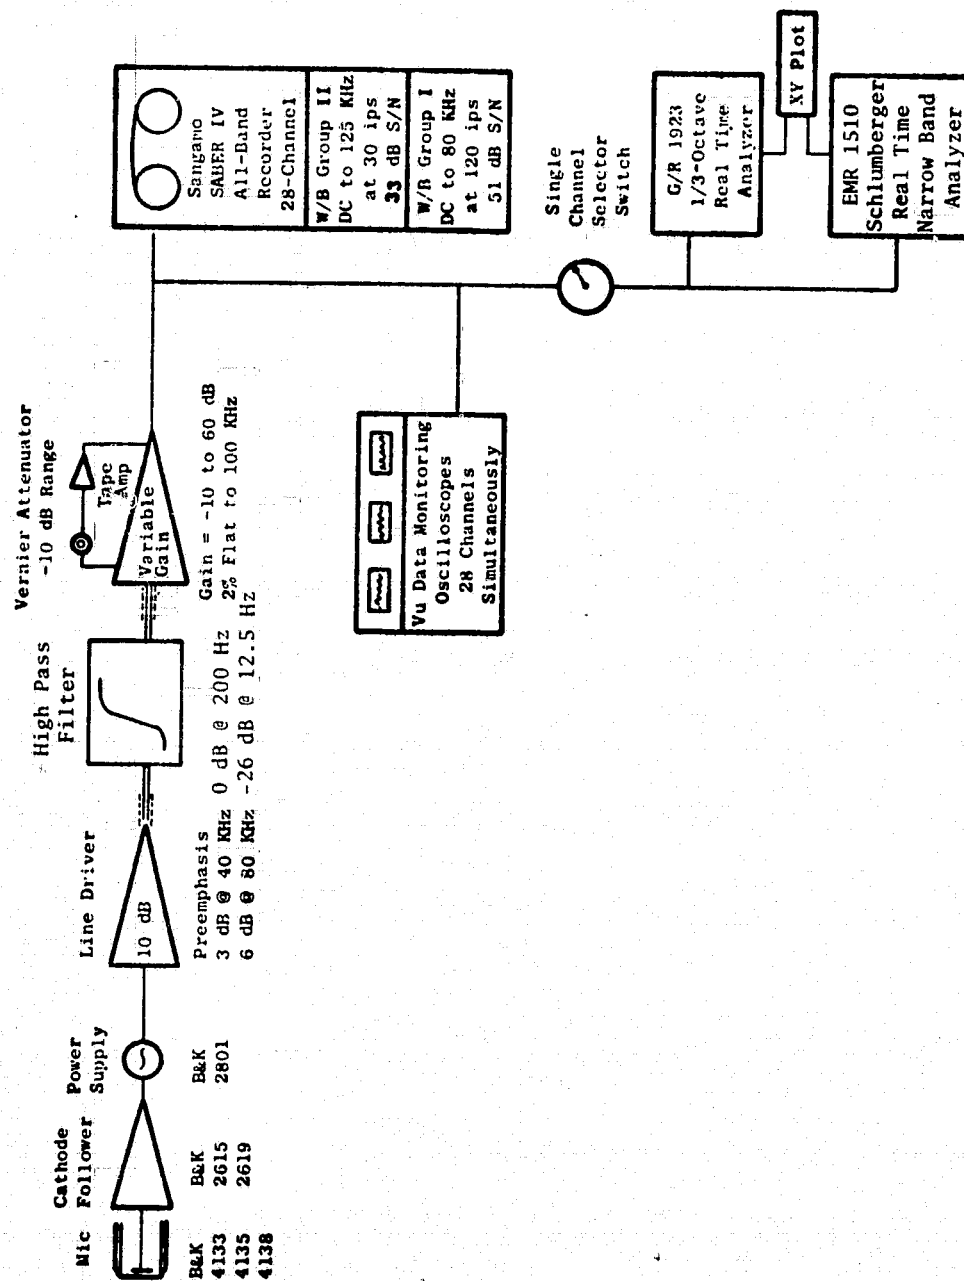 Mic
B&K
4133
4135
4138
Cathode
Follower
B&K
2615
2619
Power
Supply
B&K
2801
Line Driver
10 dB
Preemphasis
3 dB @ 40 KHz
6 dB @ 80 KHz
High Pass
Filter
0 dB @ 200 Hz
-26 dB @ 12.5 Hz
Vernier Attenuator
-10 dB Range
Tape
Amp
Variable
Gain
Gain = -10 to 60 dB
2% Flat to 100 KHz
Sangamo
SABER IV
All-Band
Recorder
28-Channel
W/B Group II
DC to 125 KHz
at 30 ips
33 dB S/N
W/B Group I
DC to 80 KHz
at 120 ips
51 dB S/N
Vu Data Monitoring
Oscilloscopes
28 Channels
Simultaneously
Single
Channel
Selector
Switch
G/R 1923
1/3-Octave
Real Time
Analyzer
XY Plot
EMR 1510
Schlumberger
Real Time
Narrow Band
Analyzer